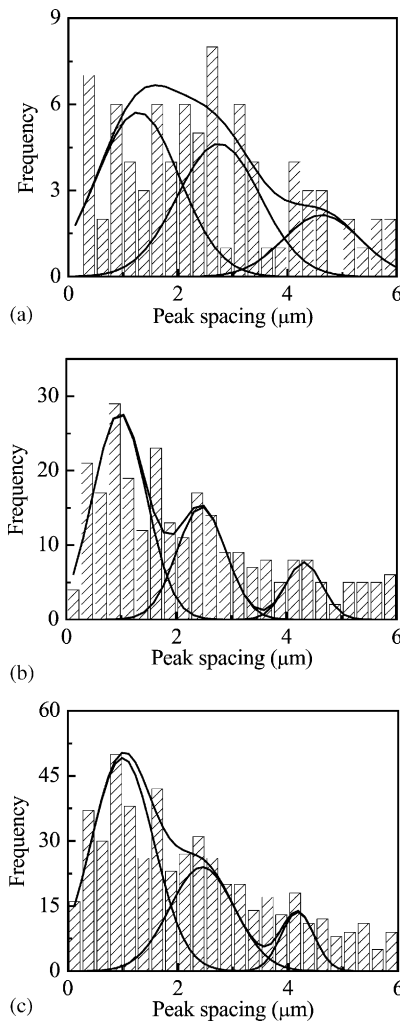 9
6
3
0
Frequency
0 2 4 6
Peak spacing (μm)
(a)
30
20
10
0
Frequency
0 2 4 6
Peak spacing (μm)
(b)
60
45
30
15
0
Frequency
0 2 4 6
Peak spacing (μm)
(c)